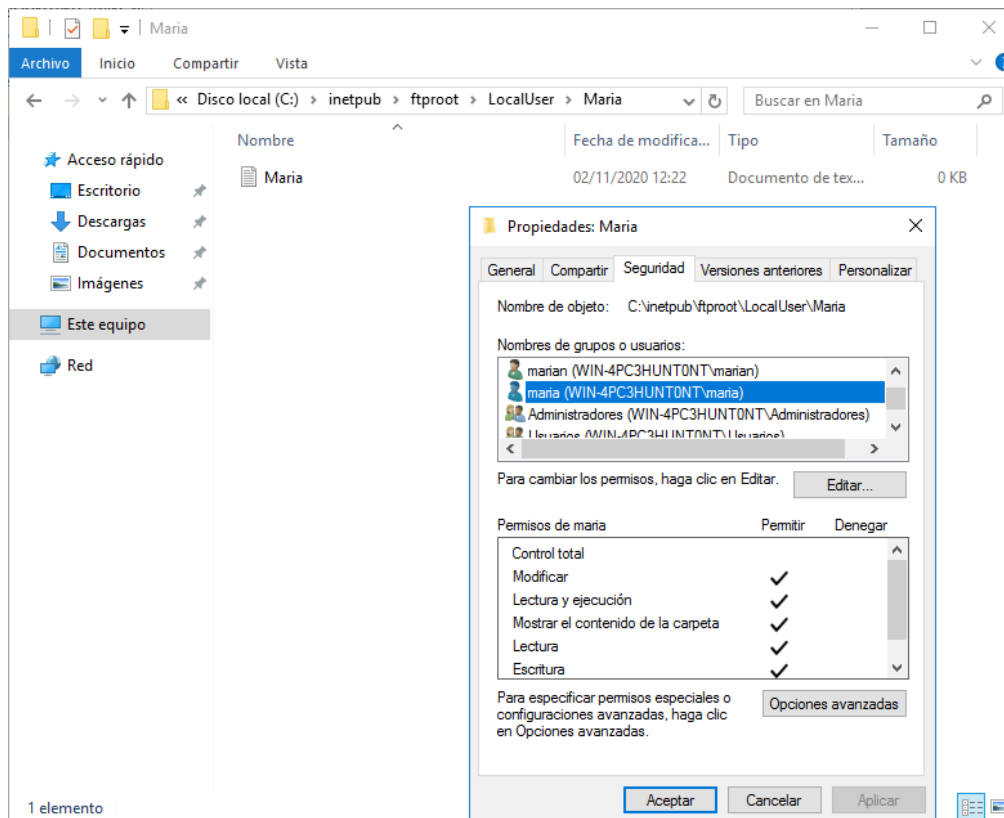 Maria
Archivo Inicio Compartir Vista
« Disco local (C:) › inetpub › ftproot › LocalUser › Maria
Buscar en Maria
Nombre Fecha de modifica... Tipo Tamaño
Acceso rápido
Escritorio
Descargas
Documentos
Imágenes
Este equipo
Red
Maria 02/11/2020 12:22 Documento de tex... 0 KB
Propiedades: Maria
General Compartir Seguridad Versiones anteriores Personalizar
Nombre de objeto: C:\inetpub\ftproot\LocalUser\Maria
Nombres de grupos o usuarios:
marian (WIN-4PC3HUNT0NT\marian)
maria (WIN-4PC3HUNT0NT\maria)
Administradores (WIN-4PC3HUNT0NT\Administradores)
Usuarios (WIN-4PC3HUNT0NT\Usuarios)
Para cambiar los permisos, haga clic en Editar.
Editar...
Permisos de maria Permitir Denegar
Control total
Modificar
Lectura y ejecución
Mostrar el contenido de la carpeta
Lectura
Escritura
Para especificar permisos especiales o
configuraciones avanzadas, haga clic
en Opciones avanzadas.
Opciones avanzadas
Aceptar Cancelar Aplicar
1 elemento